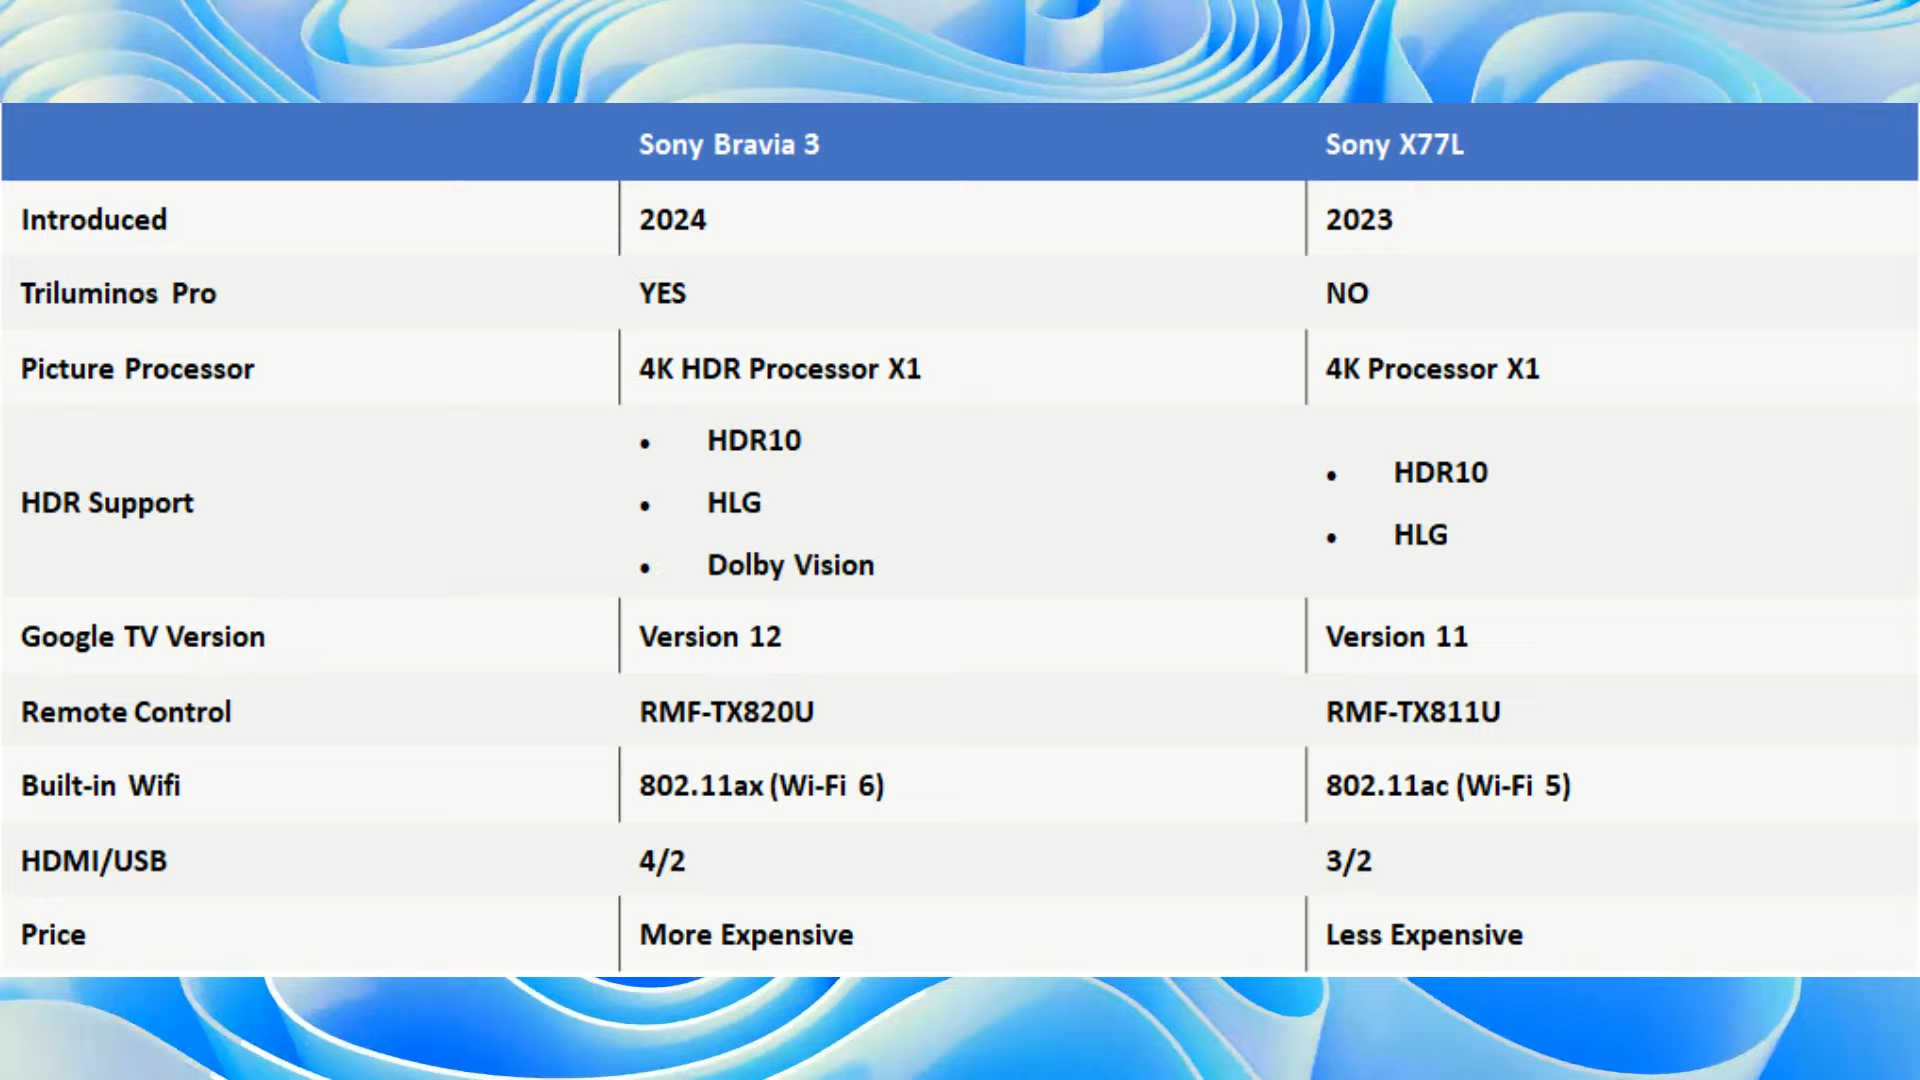 Sony Bravia 3 Sony X77L
Introduced 2024 2023
Triluminos Pro YES NO
Picture Processor 4K HDR Processor X1 4K Processor X1
HDR Support
• HDR10
• HLG
• Dolby Vision
• HDR10
• HLG
Google TV Version Version 12 Version 11
Remote Control RMF-TX820U RMF-TX811U
Built-in Wifi 802.11ax (Wi-Fi 6) 802.11ac (Wi-Fi 5)
HDMI/USB 4/2 3/2
Price More Expensive Less Expensive